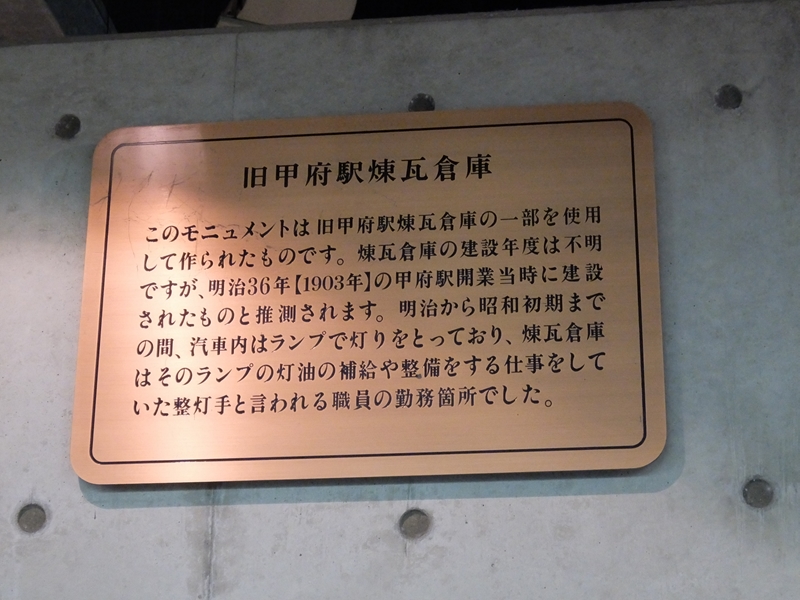 旧甲府駅煉瓦倉庫
このモニュメントは旧甲府駅煉瓦倉庫の一部を使用
して作られたものです。煉瓦倉庫の建設年度は不明
ですが、明治36年【1903年】の甲府駅開業当時に建設
されたものと推測されます。明治から昭和初期まで
の間、汽車内はランプで灯りをとっており、煉瓦倉庫
はそのランプの灯油の補給や整備をする仕事をして
いた整灯手と言われる職員の勤務箇所でした。